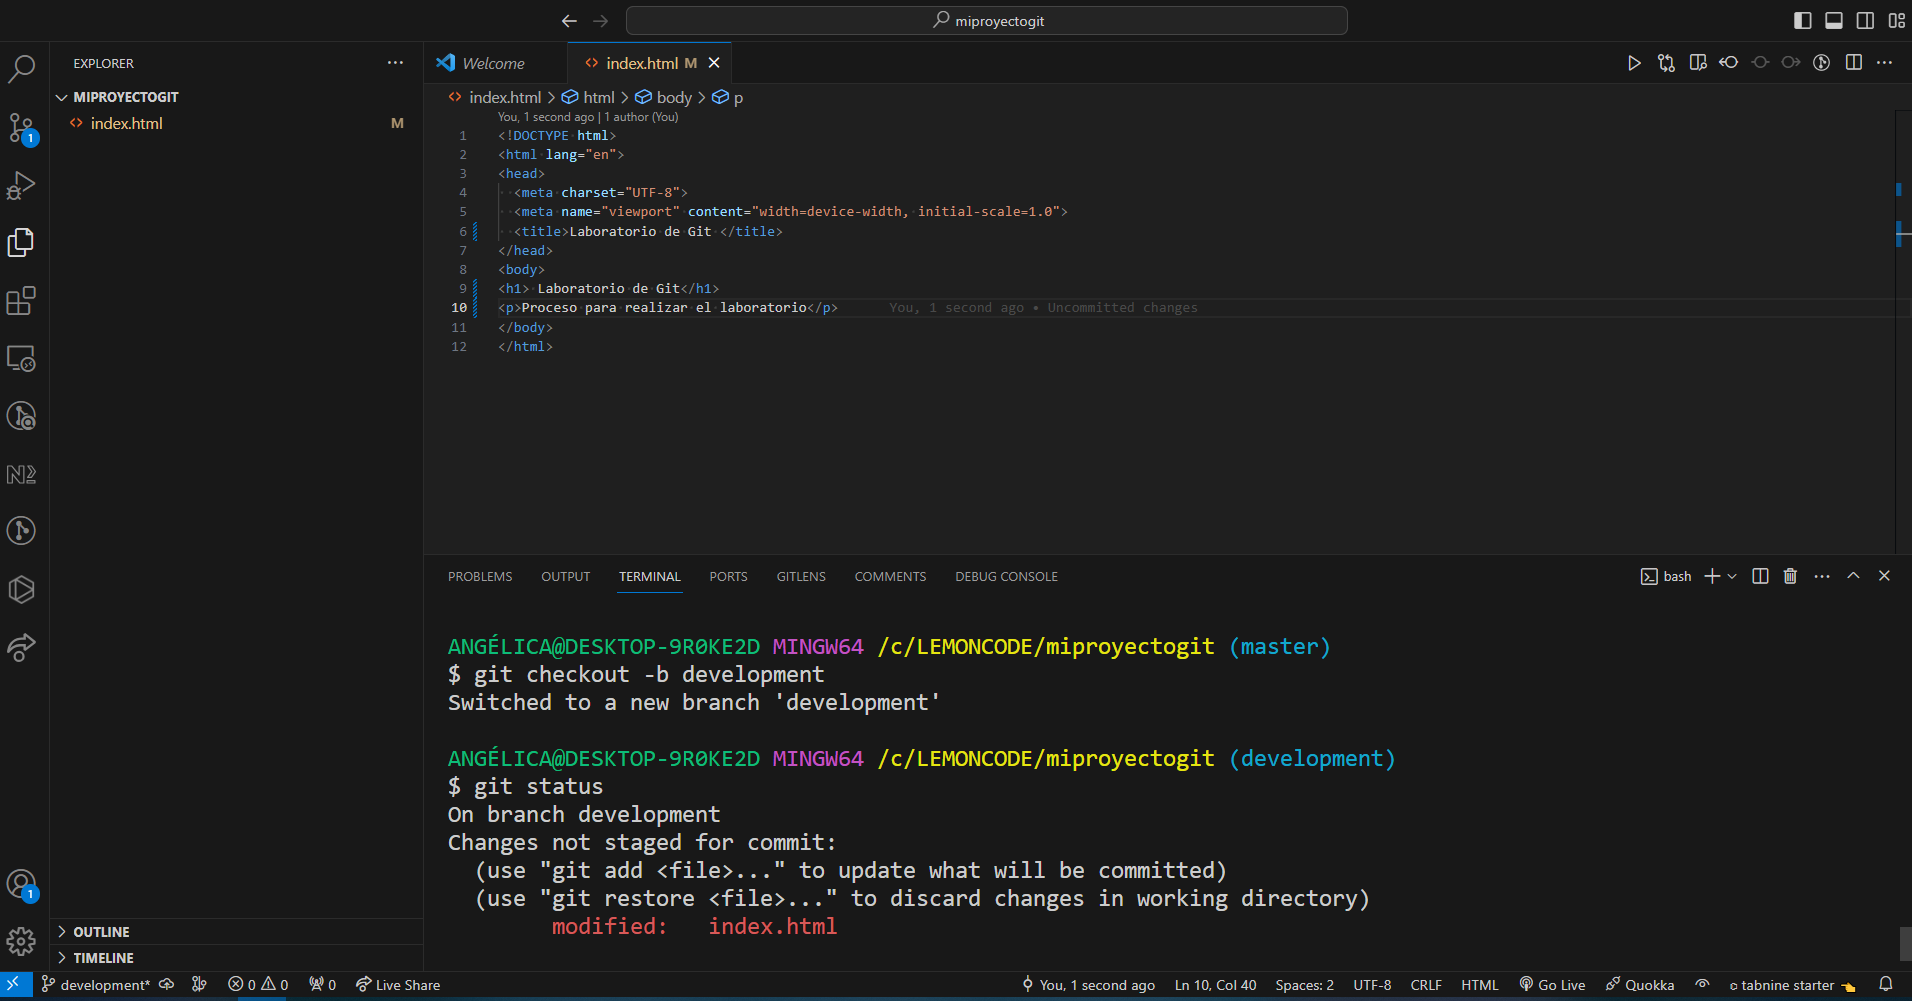 miproyectogit
EXPLORER
MIPROYECTOGIT
index.html M
1
1
Welcome
index.html M
index.html > html > body > p
You, 1 second ago | 1 author (You)
1 <!DOCTYPE html>
2 <html lang="en">
3 <head>
4 <meta charset="UTF-8">
5 <meta name="viewport" content="width=device-width, initial-scale=1.0">
6 <title>Laboratorio de Git </title>
7 </head>
8 <body>
9 <h1> Laboratorio de Git</h1>
10 <p>Proceso para realizar el laboratorio</p> You, 1 second ago • Uncommitted changes
11 </body>
12 </html>
PROBLEMS OUTPUT TERMINAL PORTS GITLENS COMMENTS DEBUG CONSOLE
bash
ANGÉLICA@DESKTOP-9R0KE2D MINGW64 /c/LEMONCODE/miproyectogit (master)
$ git checkout -b development
Switched to a new branch 'development'
ANGÉLICA@DESKTOP-9R0KE2D MINGW64 /c/LEMONCODE/miproyectogit (development)
$ git status
On branch development
Changes not staged for commit:
(use "git add <file>..." to update what will be committed)
(use "git restore <file>..." to discard changes in working directory)
modified: index.html
OUTLINE
TIMELINE
development* 0 0 0 Live Share
You, 1 second ago Ln 10, Col 40 Spaces: 2 UTF-8 CRLF HTML Go Live Quokka tabnine starter